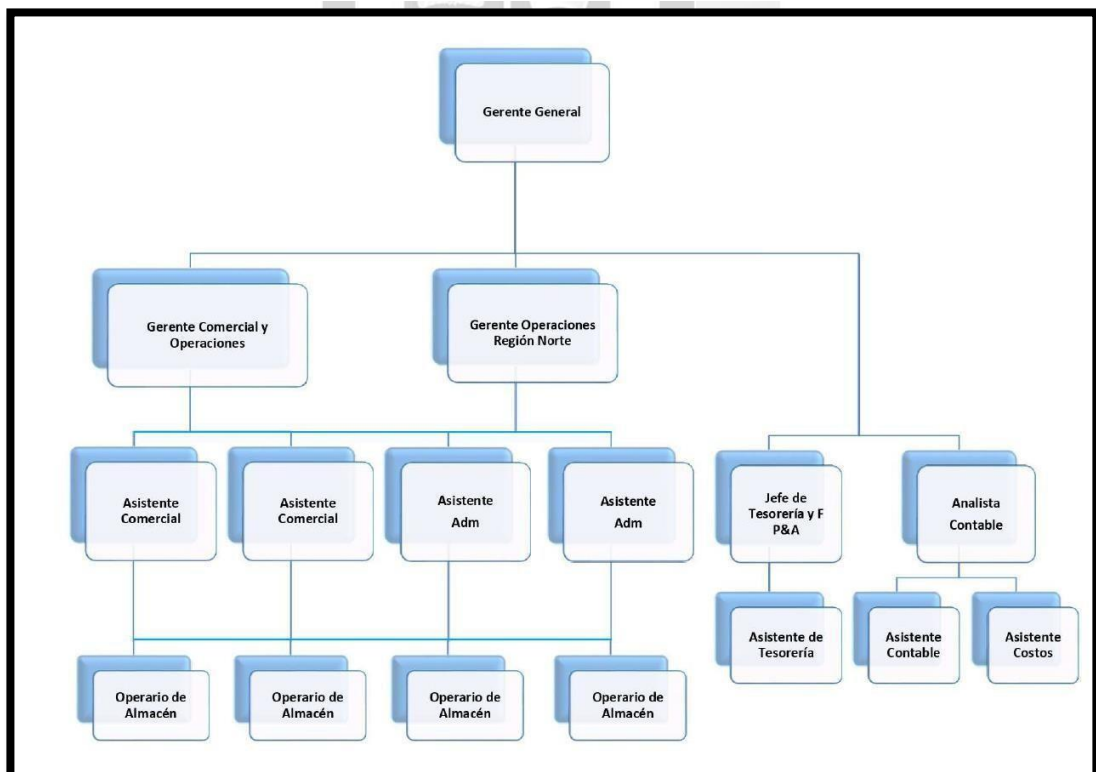 Gerente General
Gerente Comercial y
Operaciones
Gerente Operaciones
Región Norte
Asistente
Comercial
Asistente
Comercial
Asistente
Adm
Asistente
Adm
Jefe de
Tesorería y F
P&A
Analista
Contable
Asistente de
Tesorería
Asistente
Contable
Asistente
Costos
Operario de
Almacén
Operario de
Almacén
Operario de
Almacén
Operario de
Almacén